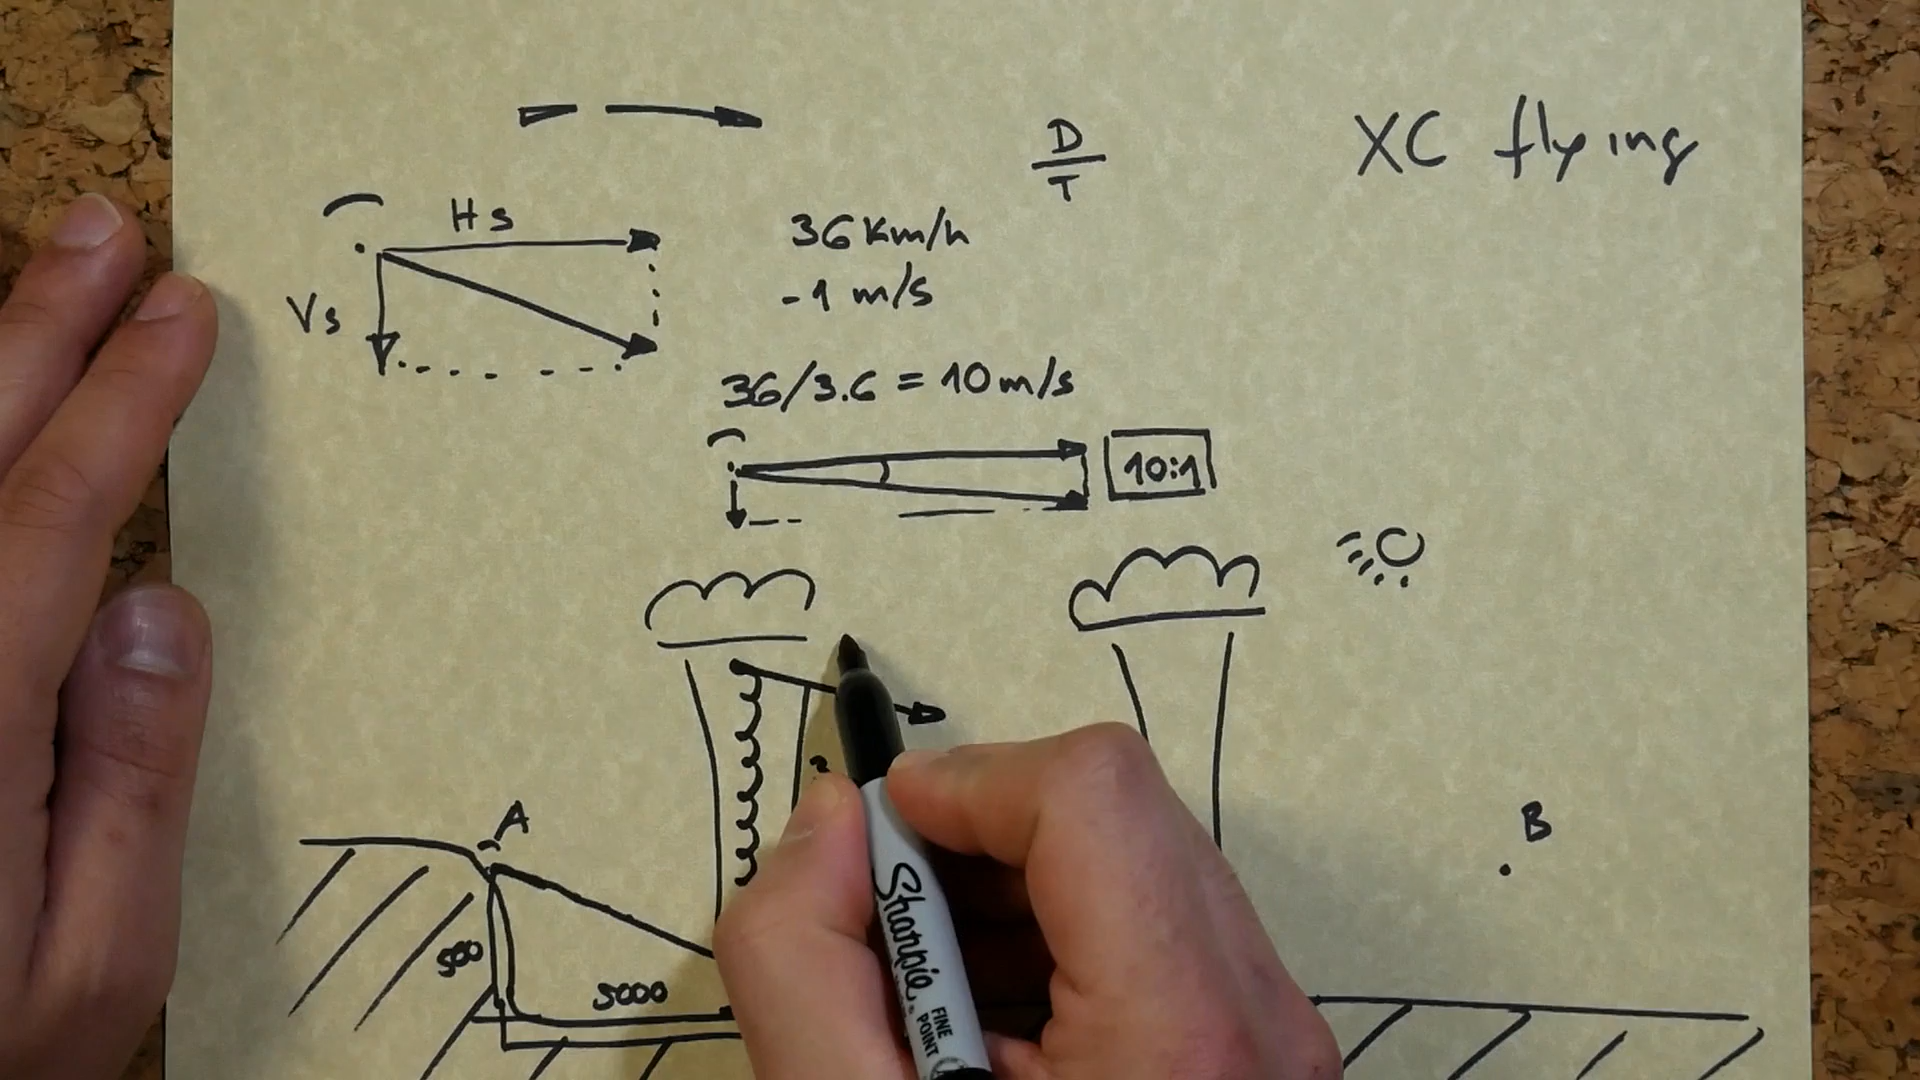 XC flying
D
T
Hs
36 km/h
Vs
-1 m/s
36/3.6 = 10 m/s
10:1
A
B
500
5000
Sharpie.
FINE
POINT